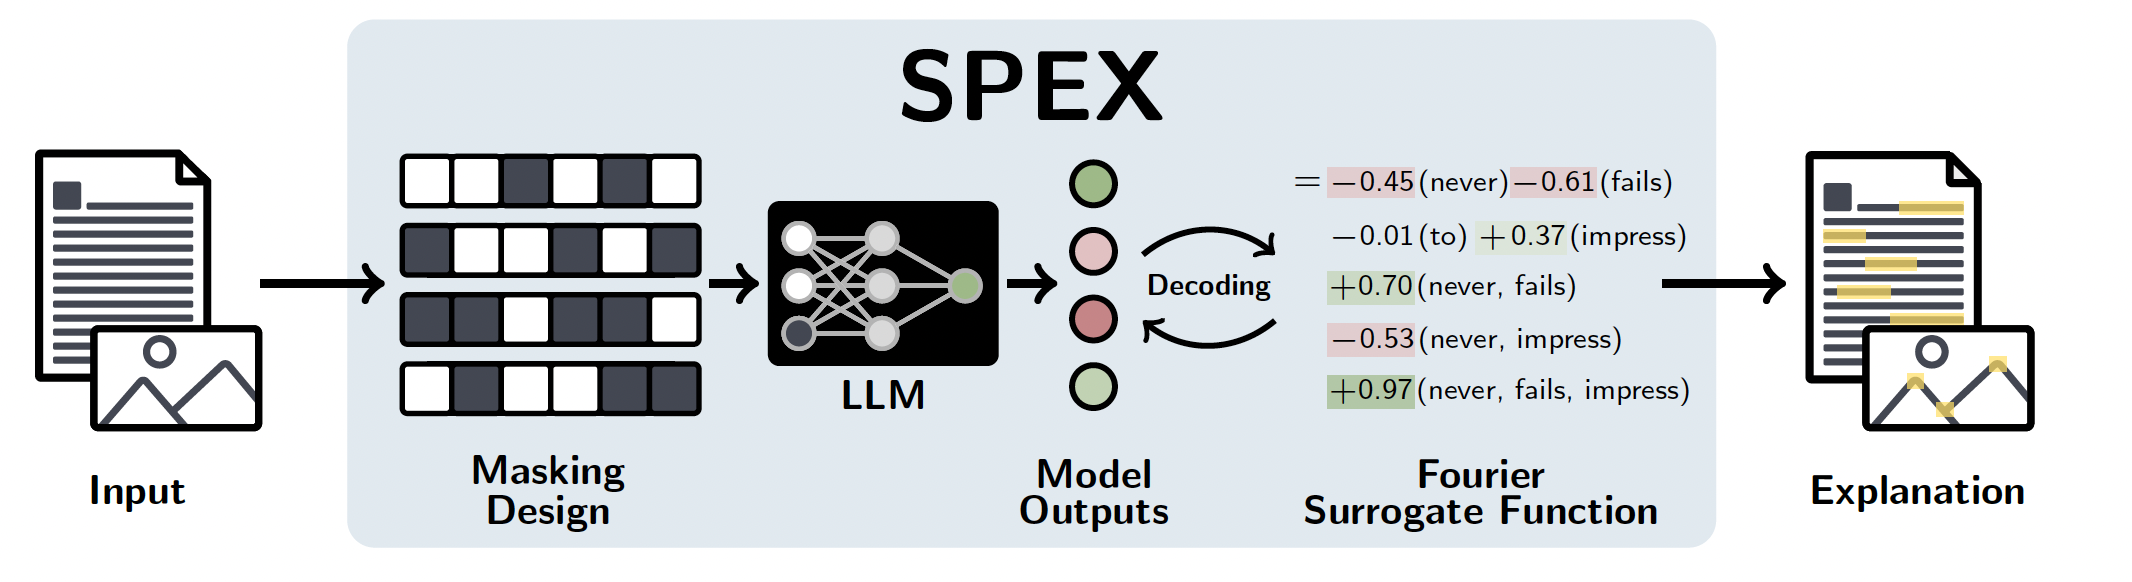 SPEX
= −0.45(never)−0.61(fails)
−0.01(to) +0.37(impress)
Decoding
+0.70(never, fails)
−0.53(never, impress)
+0.97(never, fails, impress)
LLM
Input
Masking
Design
Model
Outputs
Fourier
Surrogate Function
Explanation